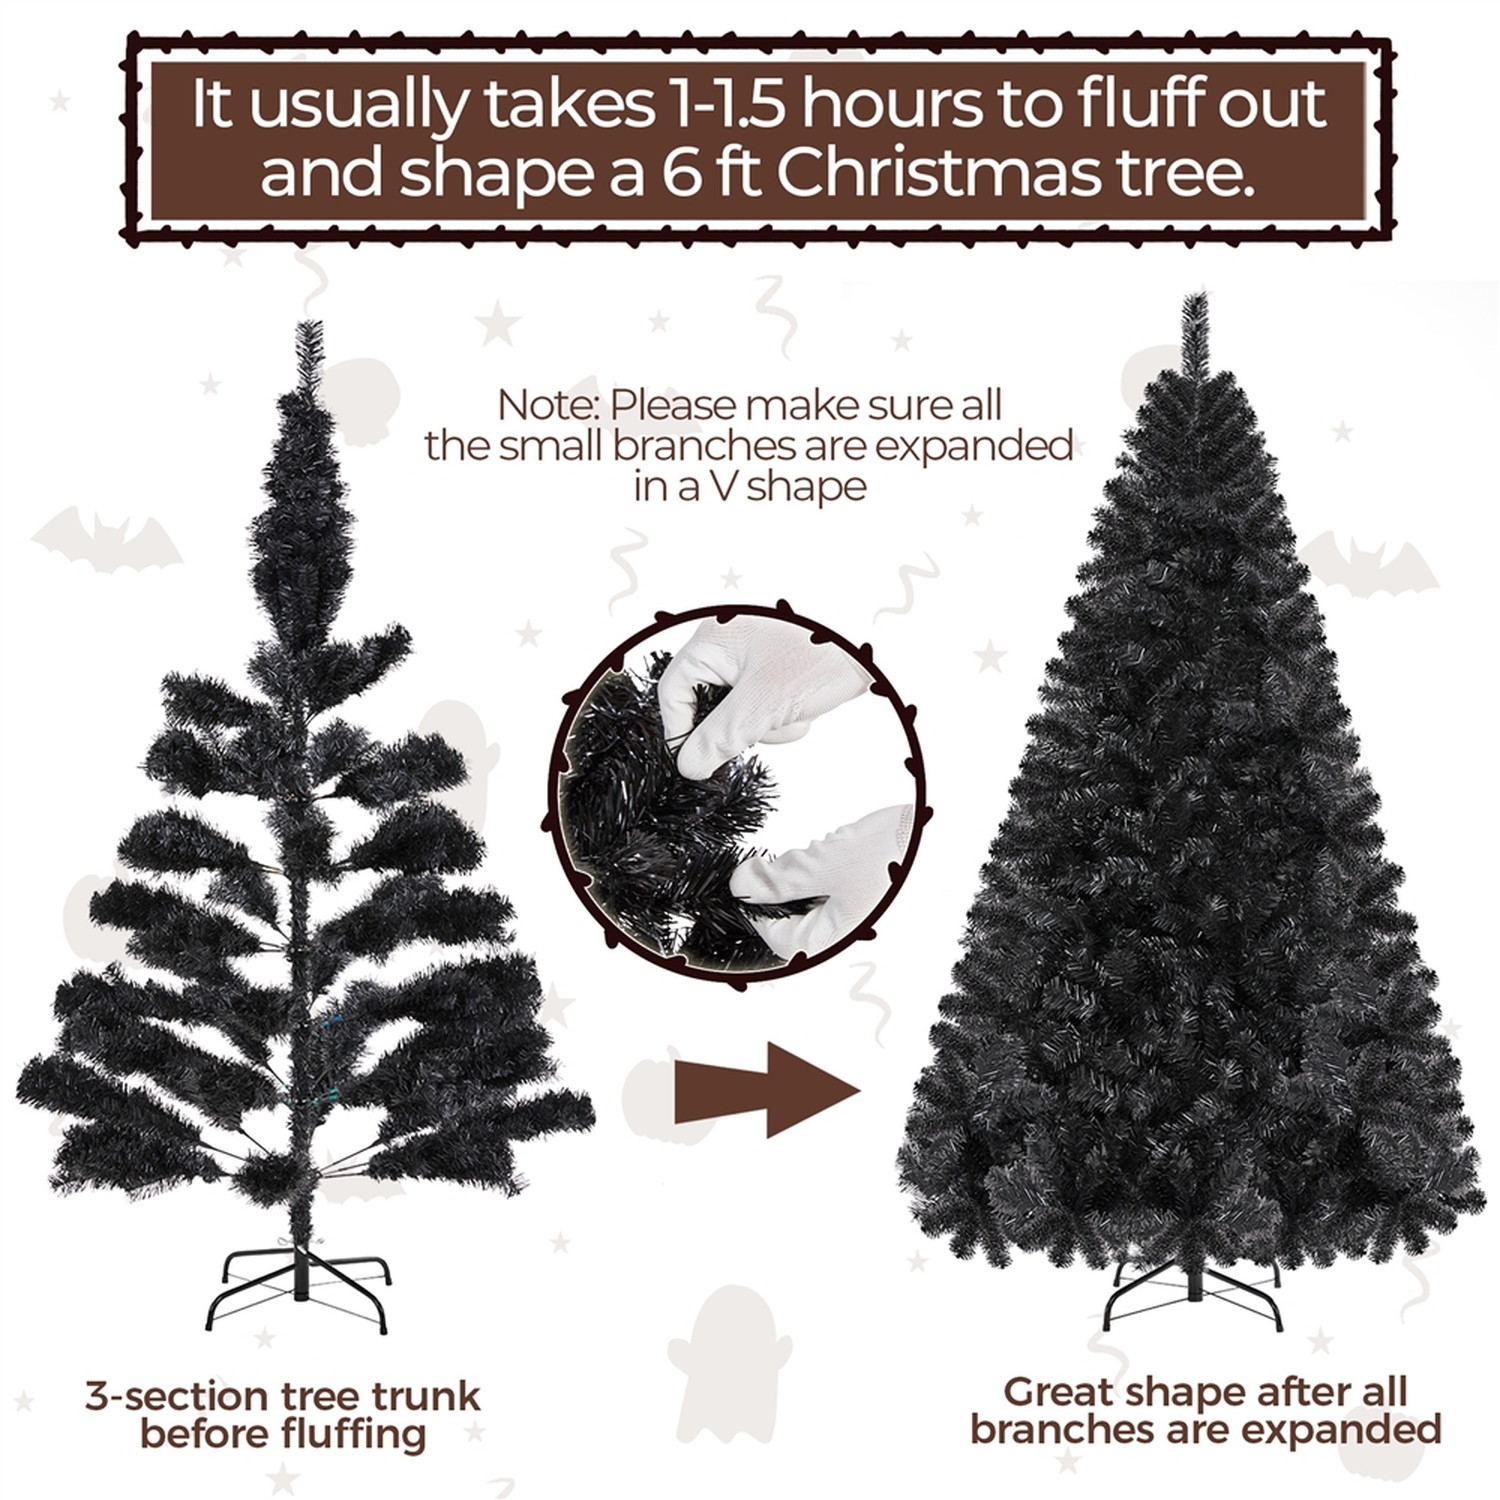 It usually takes 1-1.5 hours to fluff out
and shape a 6 ft Christmas tree.
Note: Please make sure all
the small branches are expanded
in a V shape
3-section tree trunk
before fluffing
Great shape after all
branches are expanded